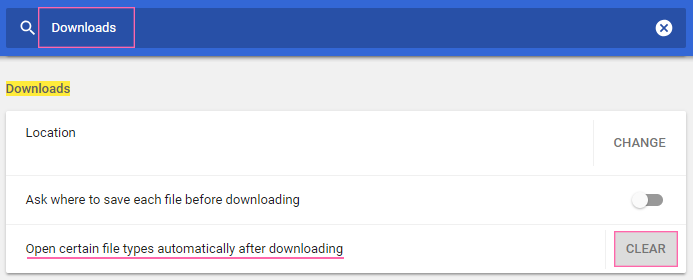 Downloads
Downloads
Location
CHANGE
Ask where to save each file before downloading
Open certain file types automatically after downloading
CLEAR